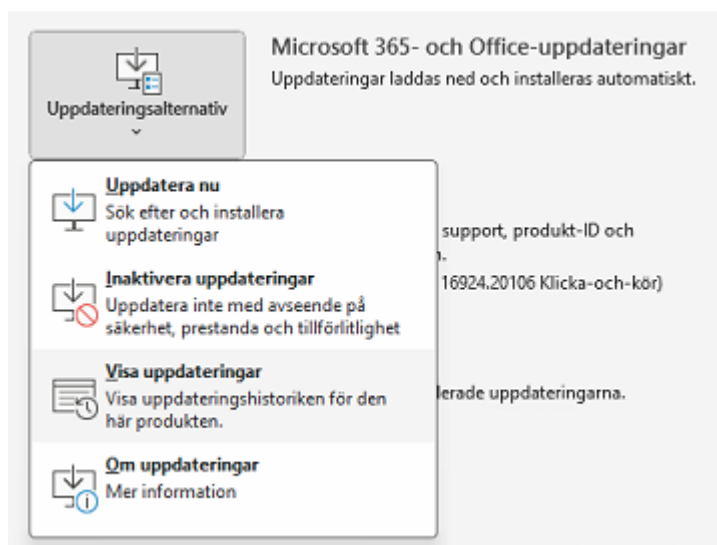 Microsoft 365- och Office-uppdateringar
Uppdateringar laddas ned och installeras automatiskt.
Uppdateringsalternativ
Uppdatera nu
Sök efter och installera
uppdateringar
support, produkt-ID och
Inaktivera uppdateringar
16924.20106 Klicka-och-kör)
Uppdatera inte med avseende på
säkerhet, prestanda och tillförlitlighet
Visa uppdateringar
Visa uppdateringshistoriken för den
här produkten.
lerade uppdateringarna.
Om uppdateringar
Mer information